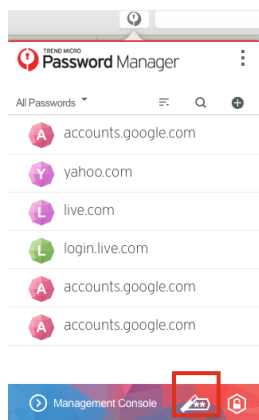 TREND MICRO
Password Manager
All Passwords
A accounts.google.com
Y yahoo.com
L live.com
L login.live.com
A accounts.google.com
A accounts.google.com
Management Console